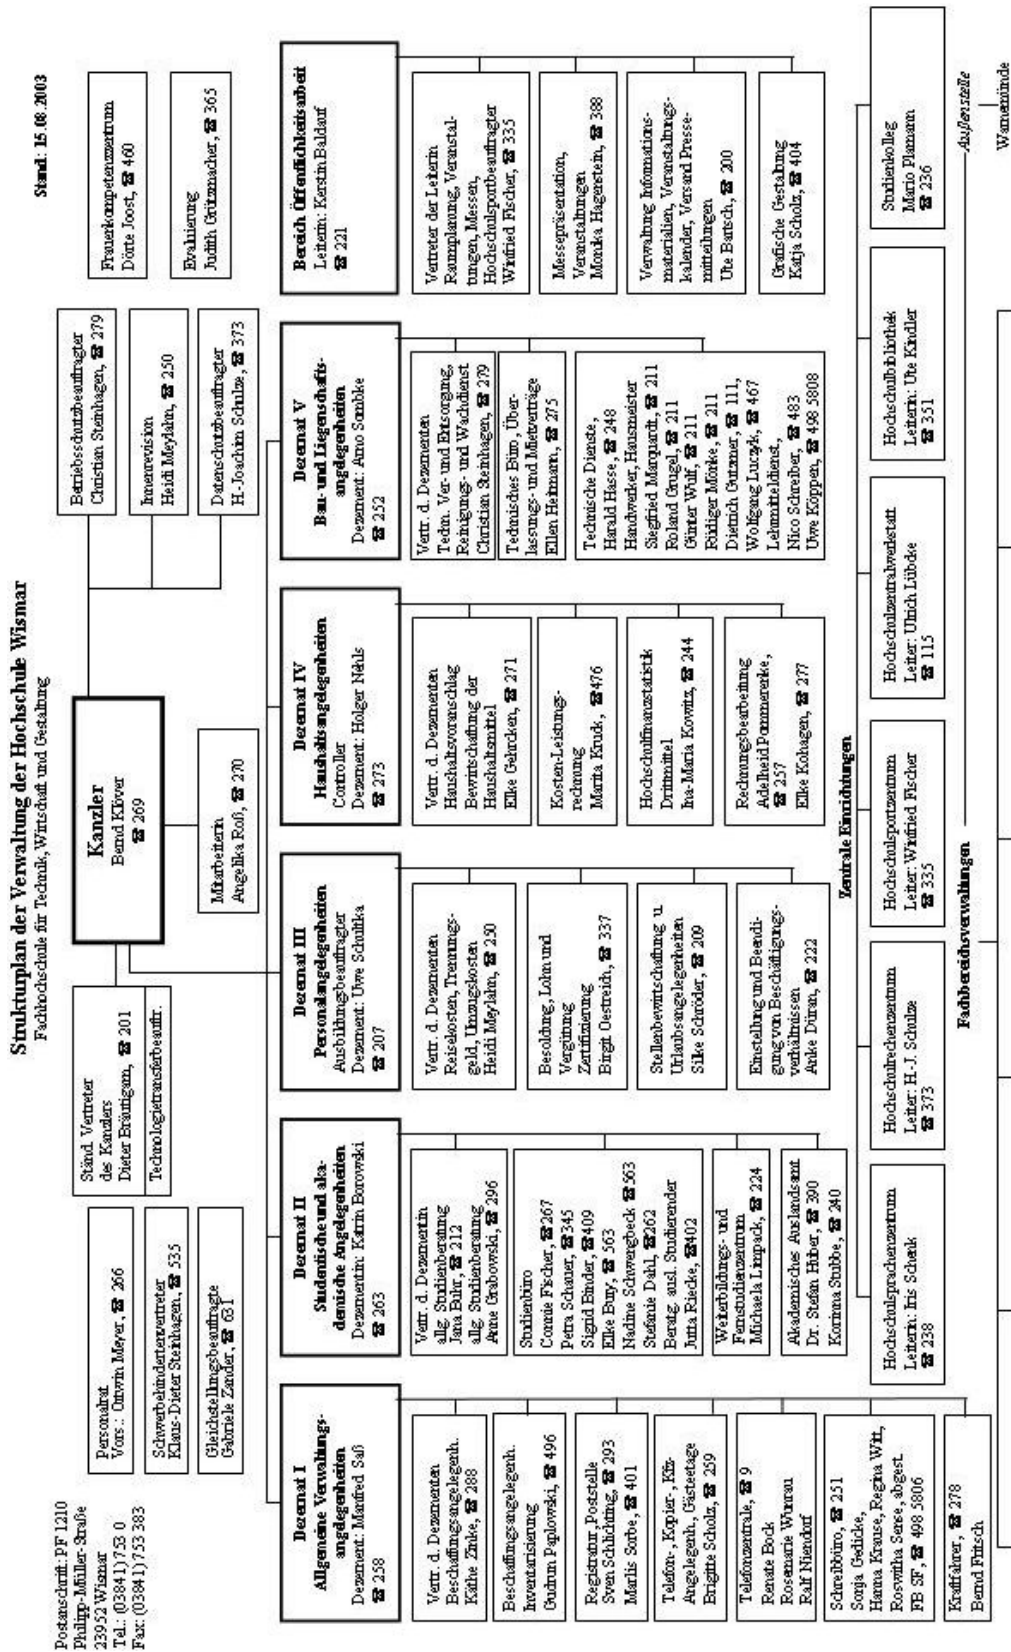 Postanschrift: PF 1210
Philipp-Müller-Straße
23952 Wismar
Tel.: (03841) 753 0
Fax: (03841) 753 383
Strukturplan der Verwaltung der Hochschule Wismar
Fachhochschule für Technik, Wirtschaft und Gestaltung
Stand: 15.08.2003
Personalrat
Vors.: Ottwin Meyer, ☎ 266
Schwerbehindertenvertreter
Klaus-Dieter Steinhagen, ☎ 535
Gleichstellungsbeauftragte
Gabriele Zander, ☎ 631
Ständ. Vertreter
des Kanzlers
Dieter Bräutigam, ☎ 201
Technologietransferbeauftr.
Kanzler
Bernd Klöver
☎ 269
Mitarbeiterin
Angelika Roß, ☎ 270
Betriebsschutzbeauftragter
Christian Steinhagen, ☎ 279
Innenrevision
Heidi Meylahn, ☎ 250
Datenschutzbeauftragter
H.-Joachim Schulze, ☎ 373
Frauenkompetenzzentrum
Dörte Joost, ☎ 460
Evaluierung
Judith Grützmacher, ☎ 365
Dezernat I
Allgemeine Verwaltungs-
angelegenheiten
Dezernent: Manfred Saß
☎ 258
Vertr. d. Dezernenten
Beschaffungsangelegenh.
Käthe Zinke, ☎ 288
Beschaffungsangelegenh.
Inventarisierung
Gudrun Paplowski, ☎ 496
Registratur, Poststelle
Sven Schlichting, ☎ 293
Marlis Sorbe, ☎ 401
Telefon-, Kopier-, Kfz-
Angelegenh., Gästeetage
Brigitte Scholz, ☎ 259
Telefonzentrale, ☎ 9
Renate Bock
Rosemarie Wunrau
Ralf Niendorf
Schreibbüro, ☎ 251
Sonja Gedicke,
Hanna Krause, Regina Witt,
Roswitha Sense, abgest.
FB SF, ☎ 498 5806
Kraftfahrer, ☎ 278
Bernd Fritsch
Dezernat II
Studentische und aka-
demische Angelegenheiten
Dezernentin: Katrin Borowski
☎ 263
Vertr. d. Dezernentin
allg. Studienberatung
Jana Buhr, ☎ 212
allg. Studienberatung
Anne Grabowski, ☎ 296
Studienbüro
Connie Fischer, ☎267
Petra Schauer, ☎345
Sigrid Binder, ☎409
Elke Bury, ☎ 563
Nadine Schwengbeck ☎563
Stefanie Dahl, ☎262
Beratg. ausl. Studierender
Jutta Riecke, ☎402
Weiterbildungs- und
Fernstudienzentrum
Michaela Limpack, ☎ 224
Akademisches Auslandsamt
Dr. Stefan Huber, ☎ 390
Korinna Stubbe, ☎ 240
Dezernat III
Personalangelegenheiten
Ausbildungsbeauftragter
Dezernent: Uwe Schultka
☎ 207
Vertr. d. Dezernenten
Reisekosten, Trennungs-
geld, Umzugskosten
Heidi Meylahn, ☎ 250
Besoldung, Lohn und
Vergütung
Zertifizierung
Birgit Oestreich, ☎ 337
Stellenbewirtschaftung u.
Urlaubsangelegenheiten
Silke Schröder, ☎ 209
Einstellung und Beendi-
gung von Beschäftigungs-
verhältnissen
Anke Düran, ☎ 222
Dezernat IV
Haushaltsangelegenheiten
Controller
Dezernent: Holger Nehls
☎ 273
Vertr. d. Dezernenten
Haushaltsvoranschlag
Bewirtschaftung der
Haushaltsmittel
Elke Gehrcken, ☎ 271
Kosten-Leistungs-
rechnung
Marita Kruck, ☎476
Hochschulfinanzstatistik
Drittmittel
Ina-Maria Kowitz, ☎ 244
Rechnungsbearbeitung
Adelheid Pommerenke,
☎ 257
Elke Kohagen, ☎ 277
Dezernat V
Bau- und Liegenschafts-
angelegenheiten
Dezernent: Arno Sombke
☎ 252
Vertr. d. Dezernenten
Techn. Ver- und Entsorgung,
Reinigungs- und Wachdienst
Christian Steinhagen, ☎ 279
Technisches Büro, Über-
lassungs- und Mietverträge
Ellen Heitmann, ☎ 275
Technische Dienste,
Harald Hasse, ☎ 248
Handwerker, Hausmeister
Siegfried Marquardt, ☎ 211
Roland Grugel, ☎ 211
Günter Wulf, ☎ 211
Rüdiger Mönke, ☎ 211
Dietrich Gutzmer, ☎ 111,
Wolfgang Luczyk, ☎ 467
Lehrmitteldienst,
Nico Schreiber, ☎ 483
Uwe Köppen, ☎ 498 5808
Bereich Öffentlichkeitsarbeit
Leiterin: Kerstin Baldauf
☎ 221
Vertreter der Leiterin
Raumplanung, Veranstal-
tungen, Messen,
Hochschulsportbeauftragter
Winfried Fischer, ☎ 335
Messepräsentation,
Veranstaltungen
Monika Hagerstein, ☎ 388
Verwaltung Informations-
materialien, Veranstaltungs-
kalender, Versand Presse-
mitteilungen
Ute Bartsch, ☎ 200
Grafische Gestaltung
Katja Scholz, ☎ 404
Zentrale Einrichtungen
Hochschulsprachenzentrum
Leiterin: Iris Schenk
☎ 238
Hochschulrechenzentrum
Leiter: H.-J. Schulze
☎ 373
Hochschulsportzentrum
Leiter: Winfried Fischer
☎ 335
Hochschulzentralwerkstatt
Leiter: Ulrich Lübcke
☎ 115
Hochschulbibliothek
Leiterin: Ute Kindler
☎ 351
Studienkolleg
Mario Plamann
☎ 236
Fachbereichsverwaltungen
Außenstelle
Warnemünde